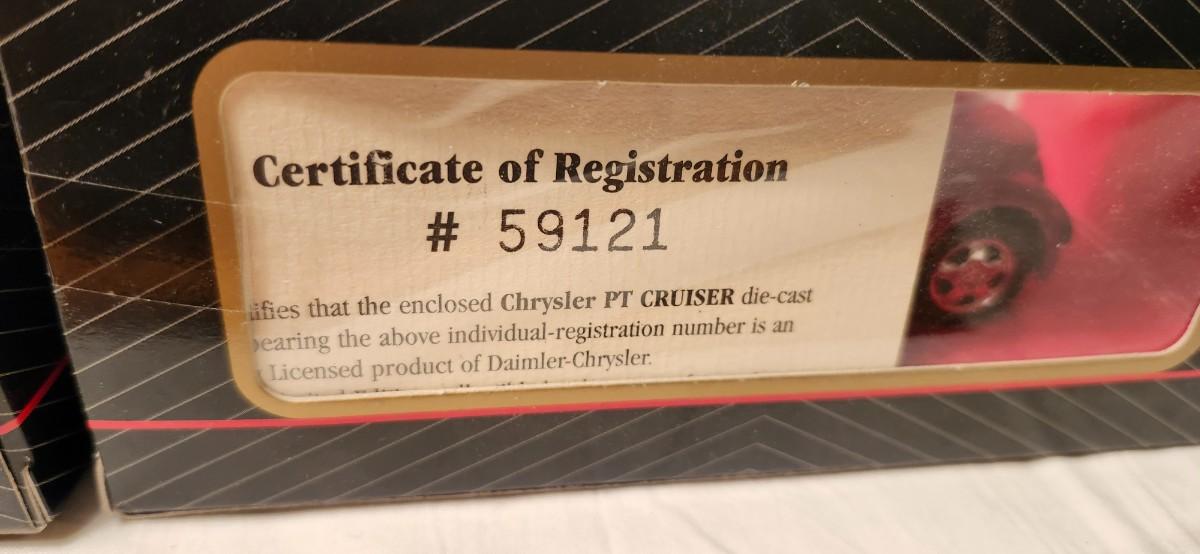 Certificate of Registration
# 59121
ifies that the enclosed Chrysler PT CRUISER die-cast
earing the above individual-registration number is an
Licensed product of Daimler-Chrysler.